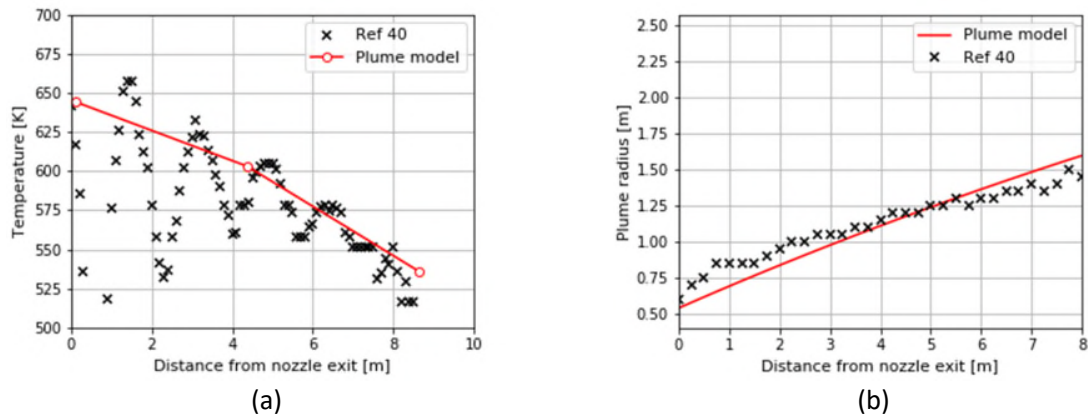 700
675
650
625
600
575
550
525
500
Temperature [K]
Ref 40
Plume model
0 2 4 6 8 10
Distance from nozzle exit [m]
(a)
2.50
2.25
2.00
1.75
1.50
1.25
1.00
0.75
0.50
Plume radius [m]
Plume model
Ref 40
0 1 2 3 4 5 6 7 8
Distance from nozzle exit [m]
(b)